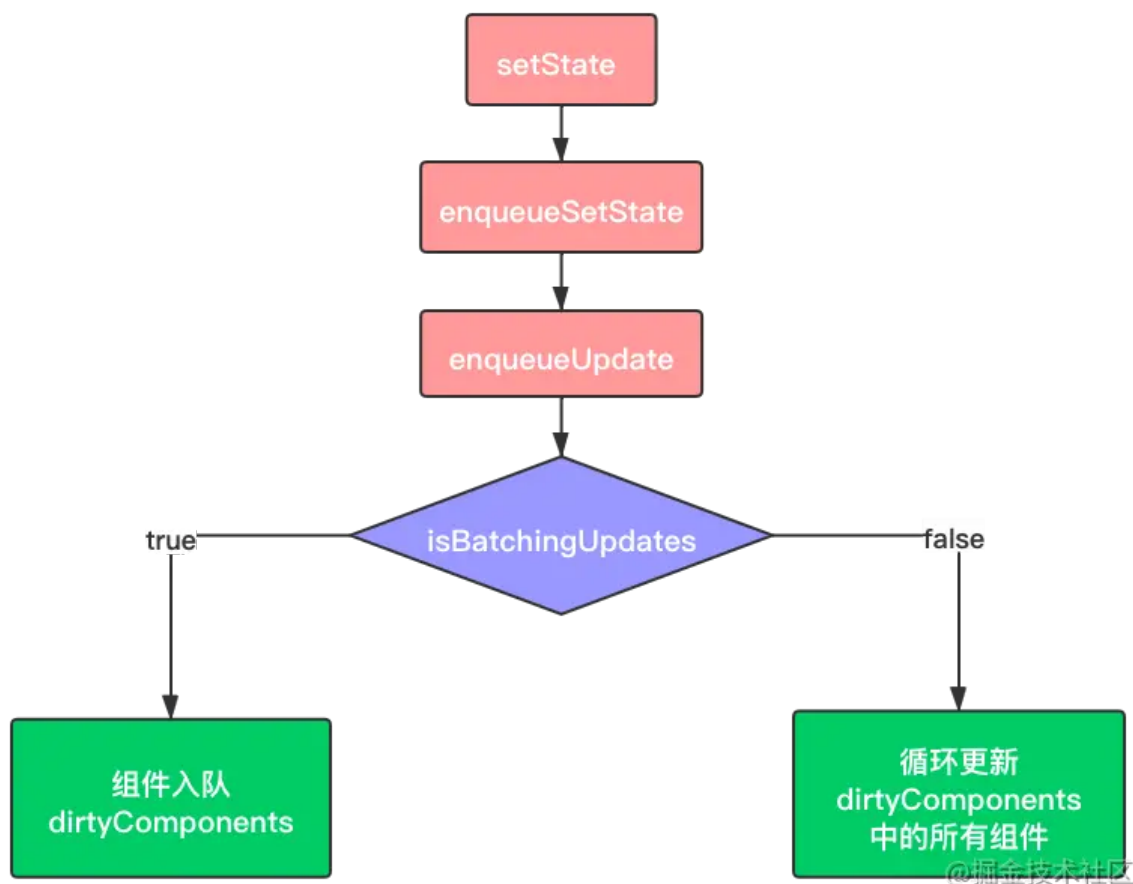 setState
enqueueSetState
enqueueUpdate
isBatchingUpdates
true
false
组件入队
dirtyComponents
循环更新
dirtyComponents
中的所有组件
@掘金技术社区